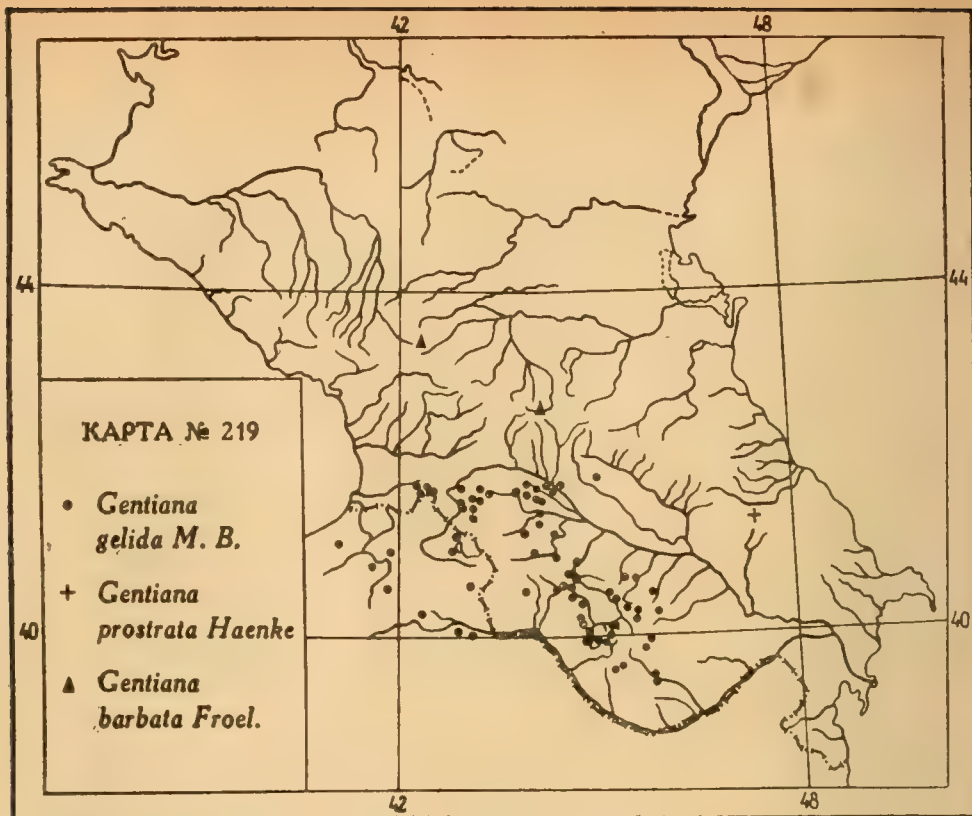 42 48
44 44
КАРТА № 219
• Gentiana
gelida M. B.
+ Gentiana
prostrata Haenke
▲ Gentiana
barbata Froel.
40 40
42 48